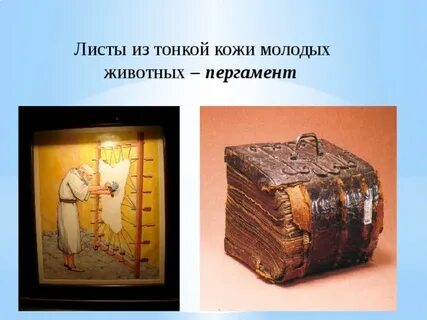 Листы из тонкой кожи молодых
животных – пергамент